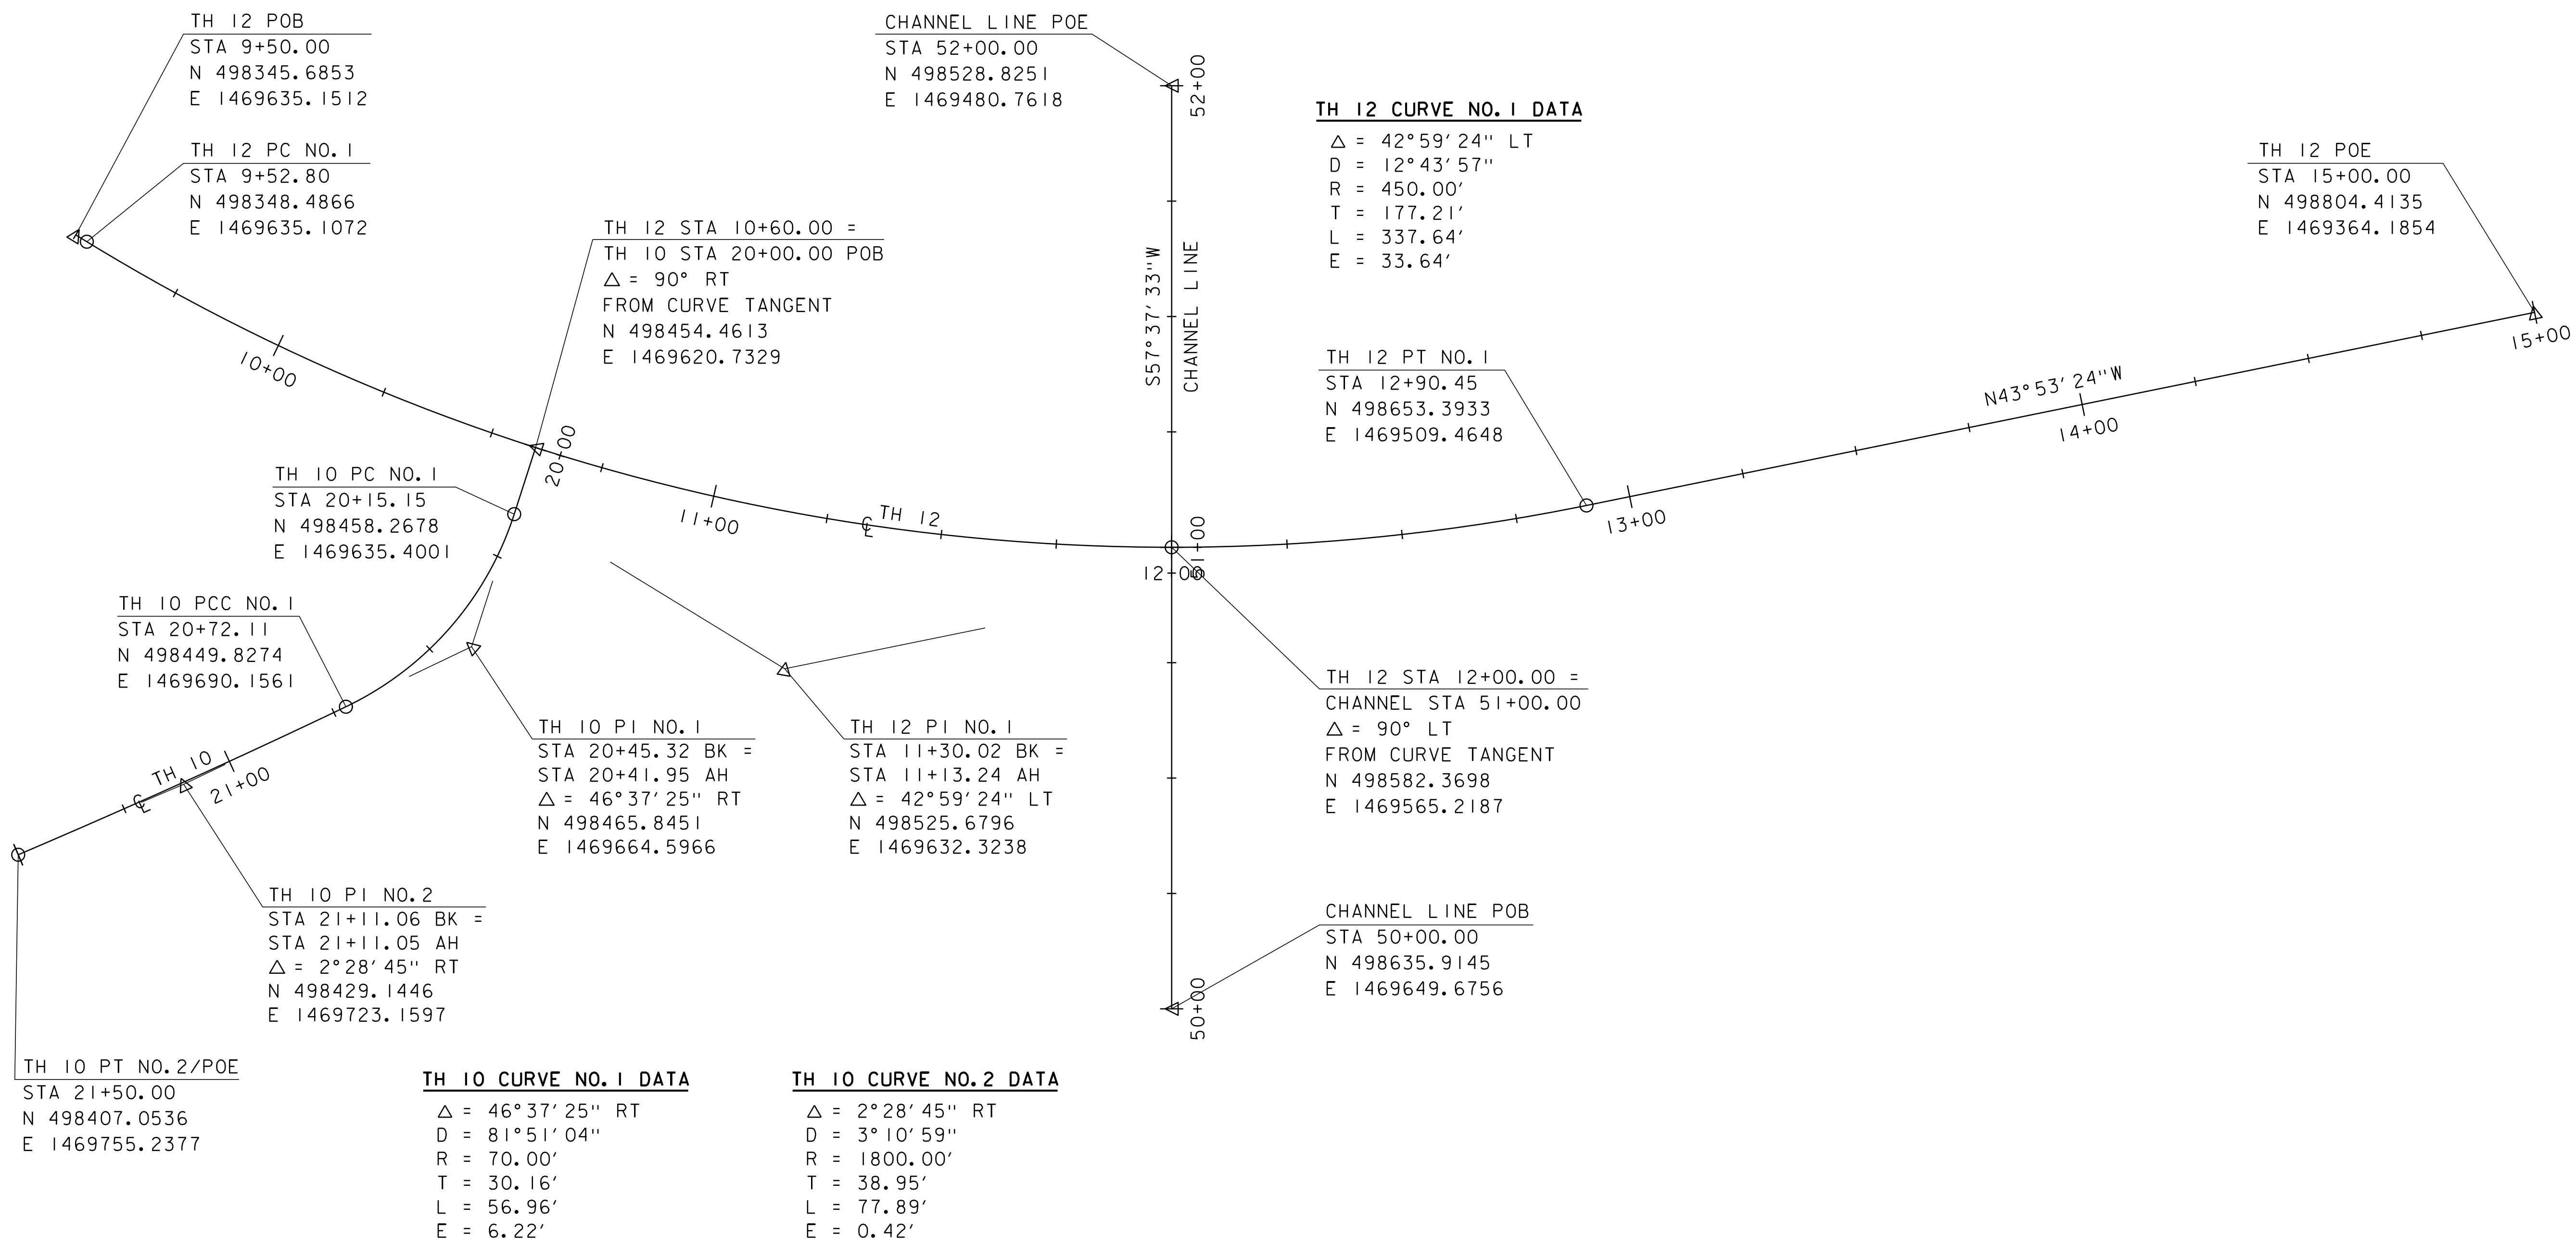 TH 12 POB
STA 9+50.00
N 498345.6853
E 1469635.1512
TH 12 PC NO.1
STA 9+52.80
N 498348.4866
E 1469635.1072
CHANNEL LINE POE
STA 52+00.00
N 498528.8251
E 1469480.7618
52+00
TH 12 CURVE NO.1 DATA
Δ = 42°59'24" LT
D = 12°43'57"
R = 450.00'
T = 177.21'
L = 337.64'
E = 33.64'
TH 12 POE
STA 15+00.00
N 498804.4135
E 1469364.1854
TH 12 STA 10+60.00 =
TH 10 STA 20+00.00 POB
Δ = 90° RT
FROM CURVE TANGENT
N 498454.4613
E 1469620.7329
S57°37'33"W
CHANNEL LINE
TH 12 PT NO.1
STA 12+90.45
N 498653.3933
E 1469509.4648
15+00
N43°53'24"W
14+00
13+00
10+00
20+00
11+00
℄ TH 12
12+00
51+00
TH 10 PC NO.1
STA 20+15.15
N 498458.2678
E 1469635.4001
TH 10 PCC NO.1
STA 20+72.11
N 498449.8274
E 1469690.1561
TH 10 ℄
21+00
TH 10 PI NO.1
STA 20+45.32 BK =
STA 20+41.95 AH
Δ = 46°37'25" RT
N 498465.8451
E 1469664.5966
TH 12 PI NO.1
STA 11+30.02 BK =
STA 11+13.24 AH
Δ = 42°59'24" LT
N 498525.6796
E 1469632.3238
TH 12 STA 12+00.00 =
CHANNEL STA 51+00.00
Δ = 90° LT
FROM CURVE TANGENT
N 498582.3698
E 1469565.2187
TH 10 PI NO.2
STA 21+11.06 BK =
STA 21+11.05 AH
Δ = 2°28'45" RT
N 498429.1446
E 1469723.1597
CHANNEL LINE POB
STA 50+00.00
N 498635.9145
E 1469649.6756
50+00
TH 10 PT NO.2/POE
STA 21+50.00
N 498407.0536
E 1469755.2377
TH 10 CURVE NO.1 DATA
Δ = 46°37'25" RT
D = 81°51'04"
R = 70.00'
T = 30.16'
L = 56.96'
E = 6.22'
TH 10 CURVE NO.2 DATA
Δ = 2°28'45" RT
D = 3°10'59"
R = 1800.00'
T = 38.95'
L = 77.89'
E = 0.42'